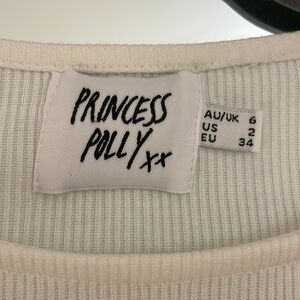 PRINCESS
POLLY xx
AU/UK 6
US 2
EU 34